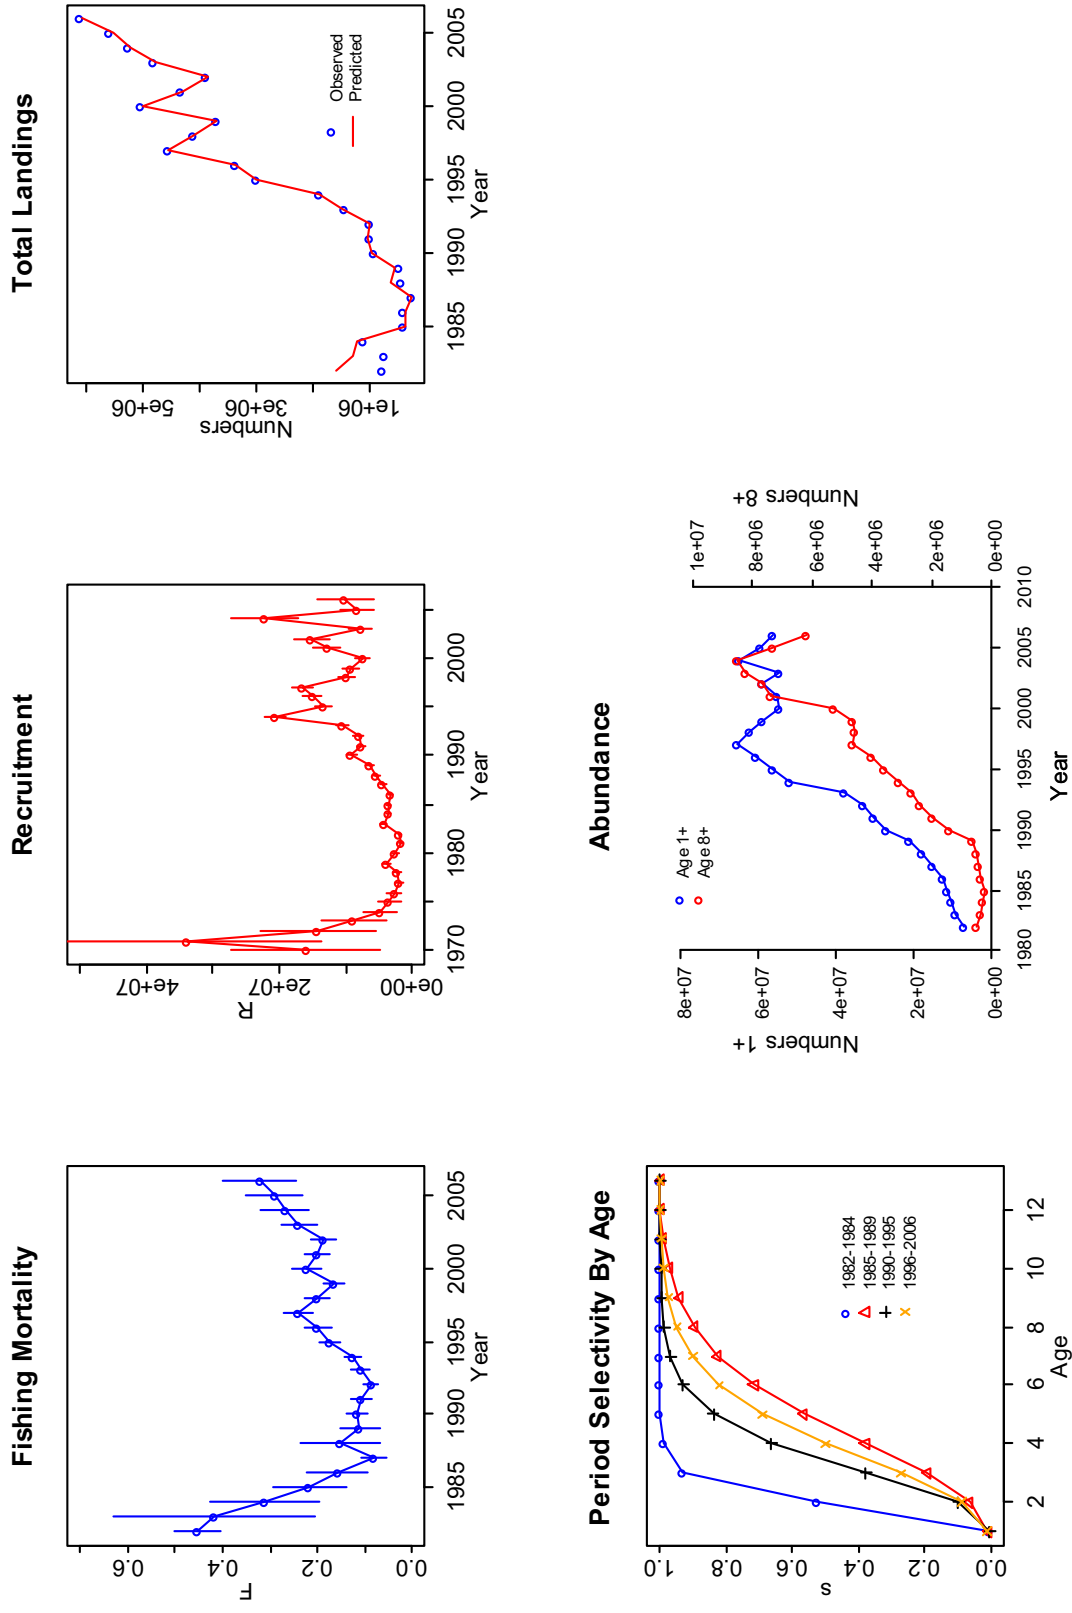 Fishing Mortality
F
0.0
0.2
0.4
0.6
1985
1990
1995
2000
2005
Year
Recruitment
R
0e+00
2e+07
4e+07
1970
1980
1990
2000
Year
Total Landings
Numbers
1e+06
3e+06
5e+06
1985
1990
1995
2000
2005
Year
Observed
Predicted
Period Selectivity By Age
s
0.0
0.2
0.4
0.6
0.8
1.0
2
4
6
8
10
12
Age
1982-1984
1985-1989
1990-1995
1996-2006
Abundance
Numbers 1+
0e+00
2e+07
4e+07
6e+07
8e+07
1980
1985
1990
1995
2000
2005
2010
Year
Age 1+
Age 8+
Numbers 8+
0e+00
2e+06
4e+06
6e+06
8e+06
1e+07